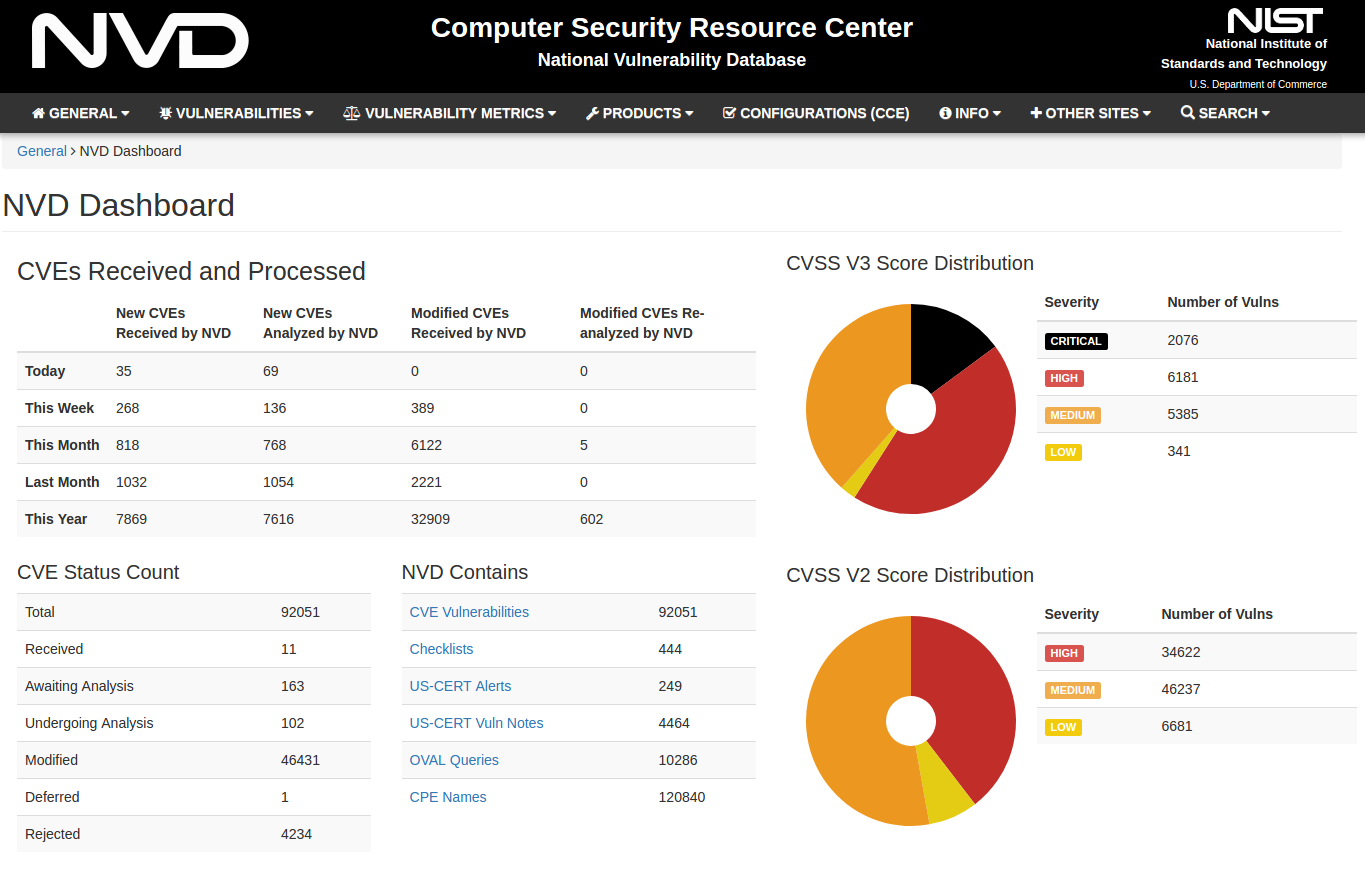 NVD
Computer Security Resource Center
National Vulnerability Database
NIST
National Institute of
Standards and Technology
U.S. Department of Commerce
GENERAL VULNERABILITIES VULNERABILITY METRICS PRODUCTS CONFIGURATIONS (CCE) INFO OTHER SITES SEARCH
General > NVD Dashboard
NVD Dashboard
CVEs Received and Processed
New CVEs New CVEs Modified CVEs Modified CVEs Re-
Received by NVD Analyzed by NVD Received by NVD analyzed by NVD
Today 35 69 0 0
This Week 268 136 389 0
This Month 818 768 6122 5
Last Month 1032 1054 2221 0
This Year 7869 7616 32909 602
CVSS V3 Score Distribution
Severity Number of Vulns
CRITICAL 2076
HIGH 6181
MEDIUM 5385
LOW 341
CVE Status Count
Total 92051
Received 11
Awaiting Analysis 163
Undergoing Analysis 102
Modified 46431
Deferred 1
Rejected 4234
NVD Contains
CVE Vulnerabilities 92051
Checklists 444
US-CERT Alerts 249
US-CERT Vuln Notes 4464
OVAL Queries 10286
CPE Names 120840
CVSS V2 Score Distribution
Severity Number of Vulns
HIGH 34622
MEDIUM 46237
LOW 6681